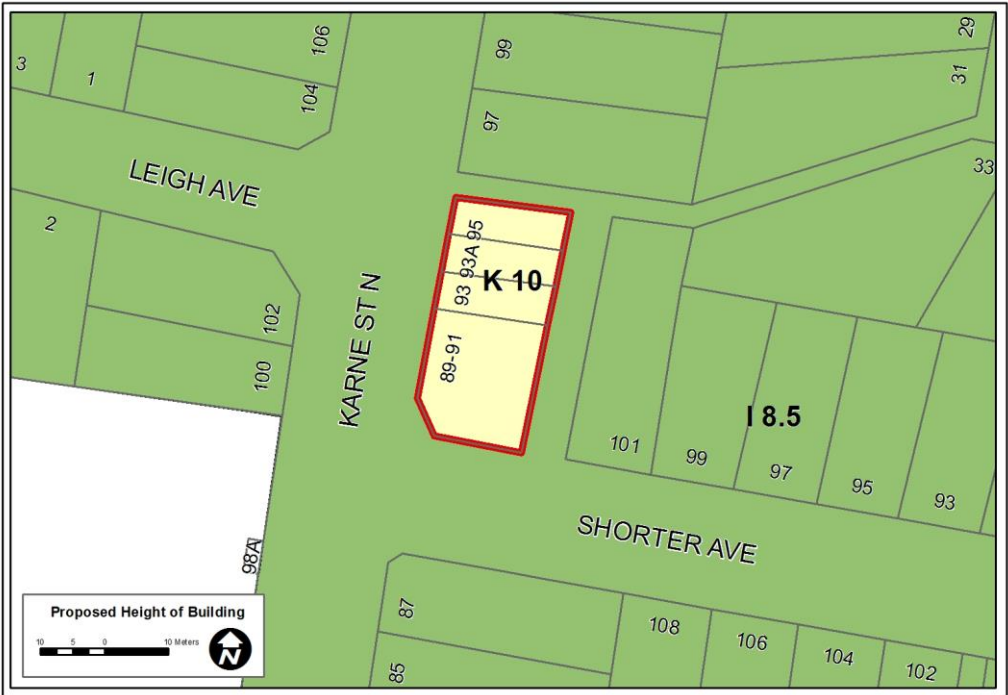 29
106
99
3
1
31
104
97
33
LEIGH AVE
2
95
93A
93
K 10
KARNE ST N
102
89-91
100
I 8.5
101
99
97
95
93
SHORTER AVE
98A
87
108
106
104
102
85
Proposed Height of Building
10 5 0 10 Meters
N